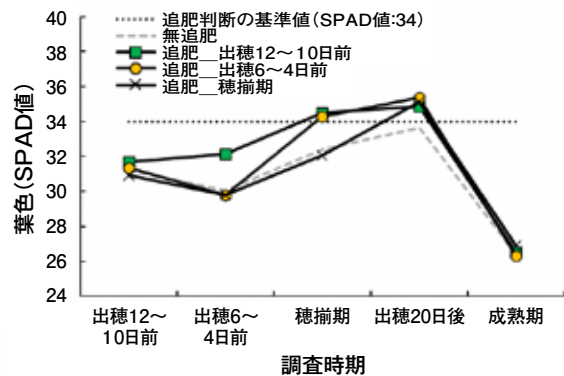 追肥判断の基準値(SPAD値:34)
無追肥
追肥__出穂12〜10日前
追肥__出穂6〜4日前
追肥__穂揃期
葉色(SPAD値)
40
38
36
34
32
30
28
26
24
出穂12〜
10日前
出穂6〜
4日前
穂揃期
出穂20日後
成熟期
調査時期